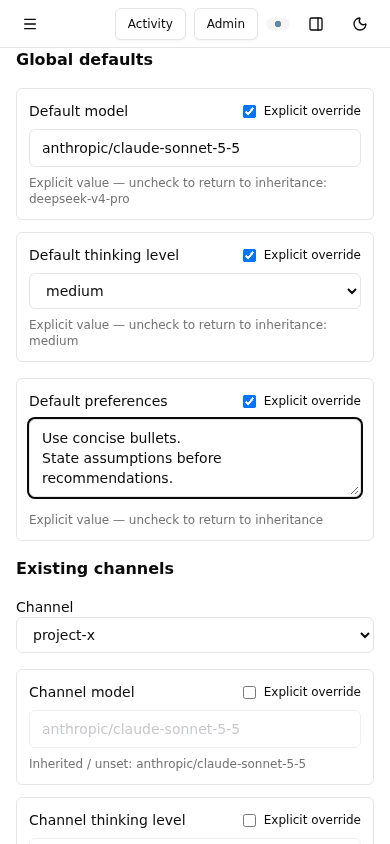 Activity
Admin
Global defaults
Default model
Explicit override
anthropic/claude-sonnet-5-5
Explicit value — uncheck to return to inheritance:
deepseek-v4-pro
Default thinking level
Explicit override
medium
Explicit value — uncheck to return to inheritance:
medium
Default preferences
Explicit override
Use concise bullets.
State assumptions before
recommendations.
Explicit value — uncheck to return to inheritance
Existing channels
Channel
project-x
Channel model
Explicit override
anthropic/claude-sonnet-5-5
Inherited / unset: anthropic/claude-sonnet-5-5
Channel thinking level
Explicit override